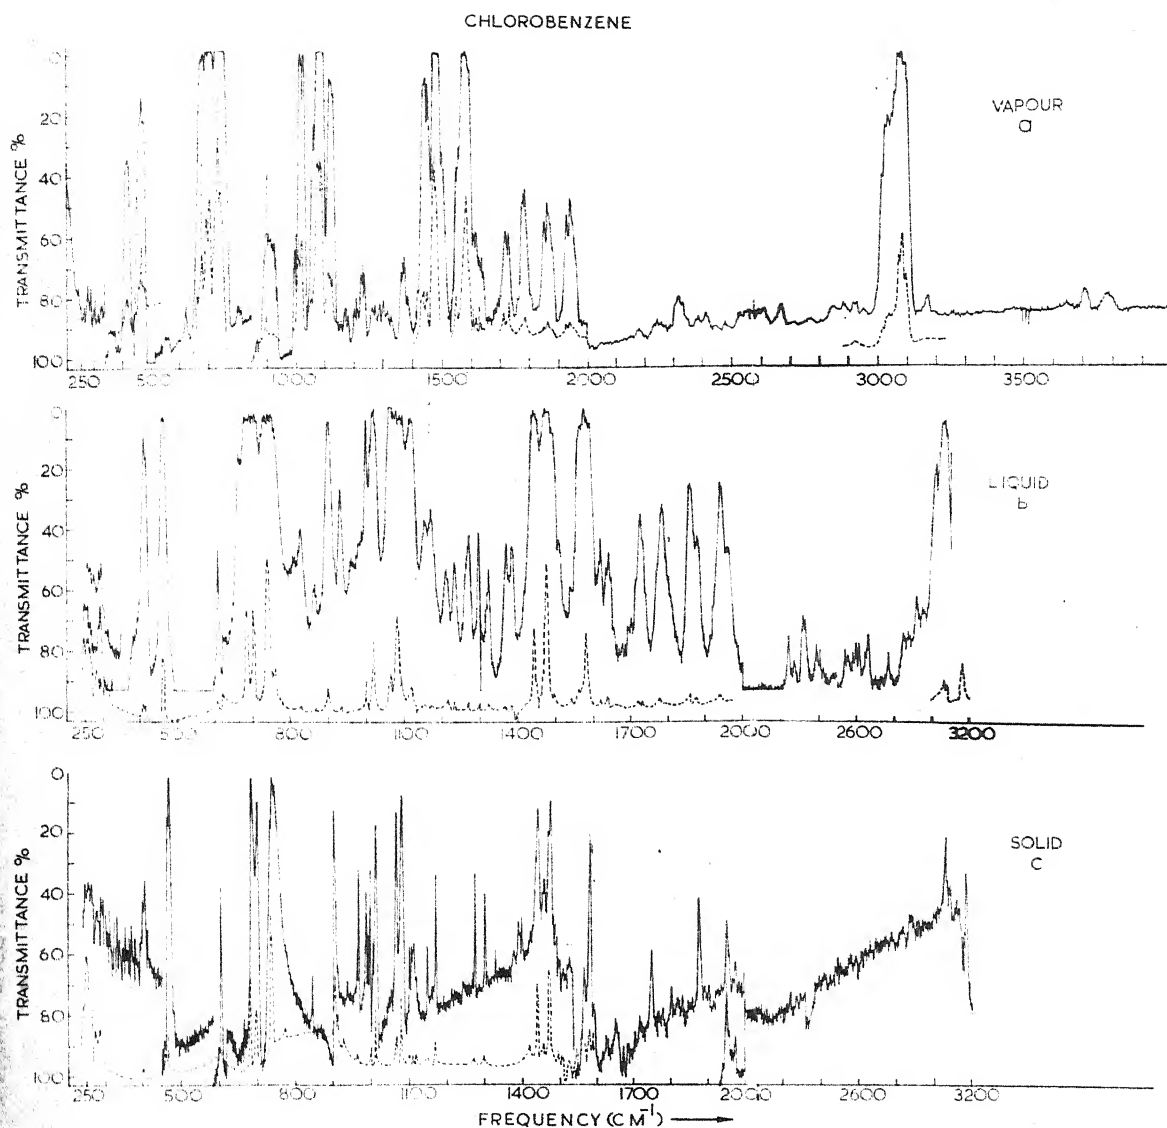 CHLOROBENZENE
TRANSMITTANCE %
0
20
40
60
80
100
VAPOUR
a
250 500 1000 1500 2000 2500 3000 3500
TRANSMITTANCE %
0
20
40
60
80
100
LIQUID
b
250 500 800 1100 1400 1700 2000 2600 3200
TRANSMITTANCE %
0
20
40
60
80
100
SOLID
c
250 500 800 1100 1400 1700 2000 2600 3200
FREQUENCY (CM⁻¹)